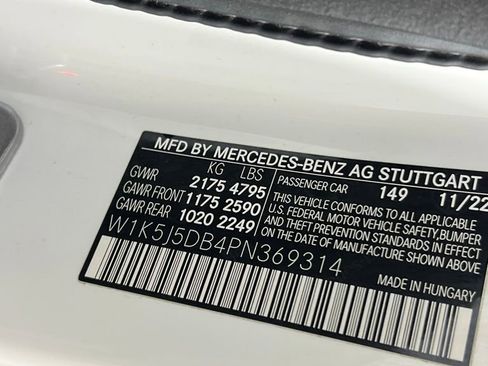 MFD BY MERCEDES-BENZ AG STUTTGART
KG LBS
GVWR 2175 4795
GAWR FRONT 1175 2590
GAWR REAR 1020 2249
PASSENGER CAR 149 11/22
THIS VEHICLE CONFORMS TO ALL APPLICABLE
U.S. FEDERAL MOTOR VEHICLE SAFETY, BUMPER
AND THEFT PREVENTION STANDARDS IN EFFECT ON
DATE OF MANUFACTURE SHOWN ABOVE
W1K5J5DB4PN369314
MADE IN HUNGARY